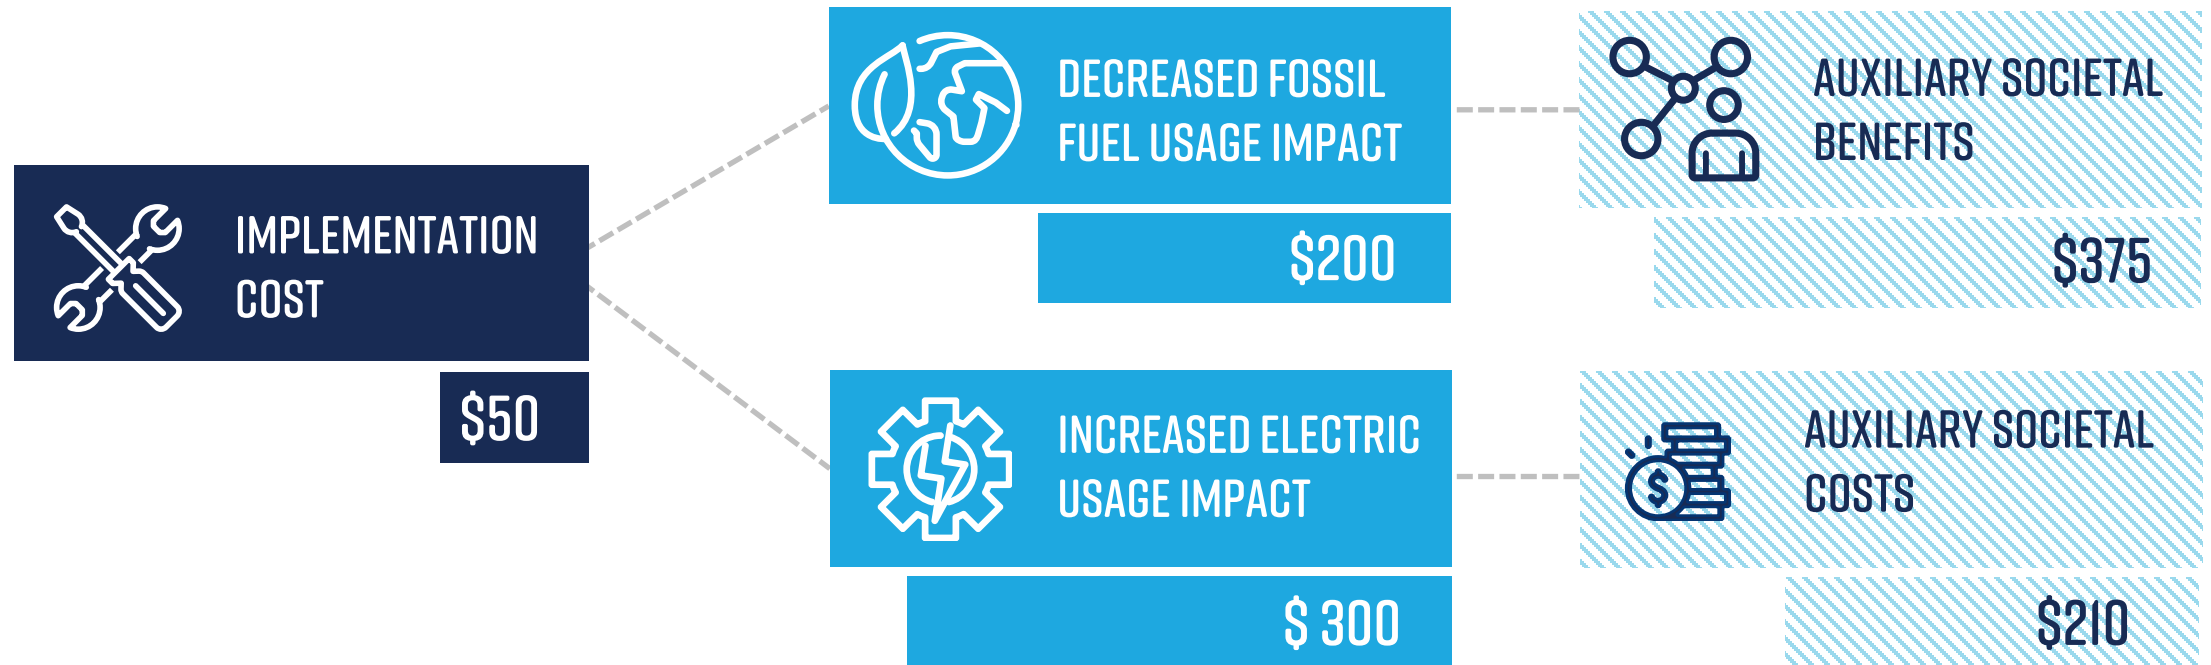 IMPLEMENTATION
COST
$50
DECREASED FOSSIL
FUEL USAGE IMPACT
$200
AUXILIARY SOCIETAL
BENEFITS
$375
INCREASED ELECTRIC
USAGE IMPACT
$ 300
$
AUXILIARY SOCIETAL
COSTS
$210